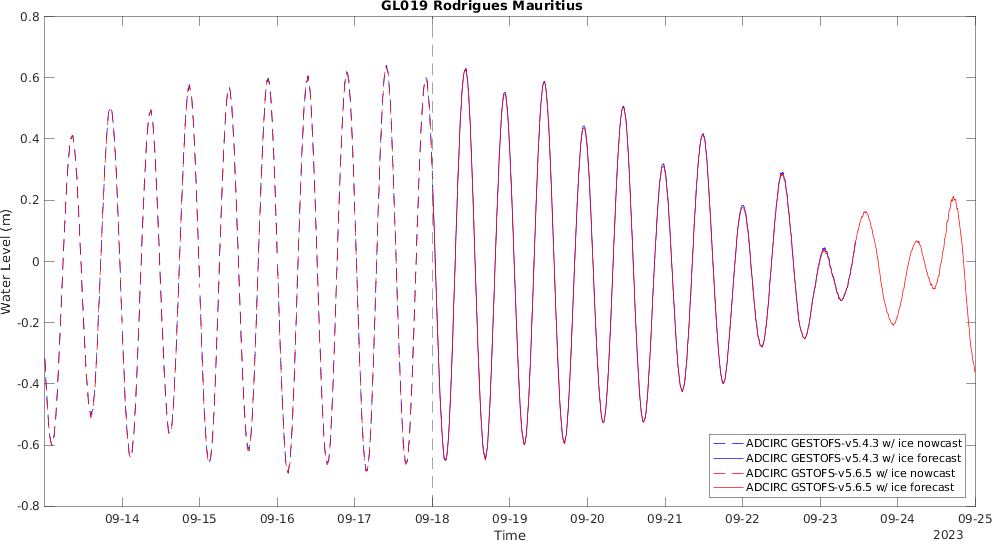 GL019 Rodrigues Mauritius
0.8
0.6
0.4
0.2
0
-0.2
-0.4
-0.6
-0.8
Water Level (m)
ADCIRC GESTOFS-v5.4.3 w/ ice nowcast
ADCIRC GESTOFS-v5.4.3 w/ ice forecast
ADCIRC GSTOFS-v5.6.5 w/ ice nowcast
ADCIRC GSTOFS-v5.6.5 w/ ice forecast
09-14 09-15 09-16 09-17 09-18 09-19 09-20 09-21 09-22 09-23 09-24 09-25
Time
2023